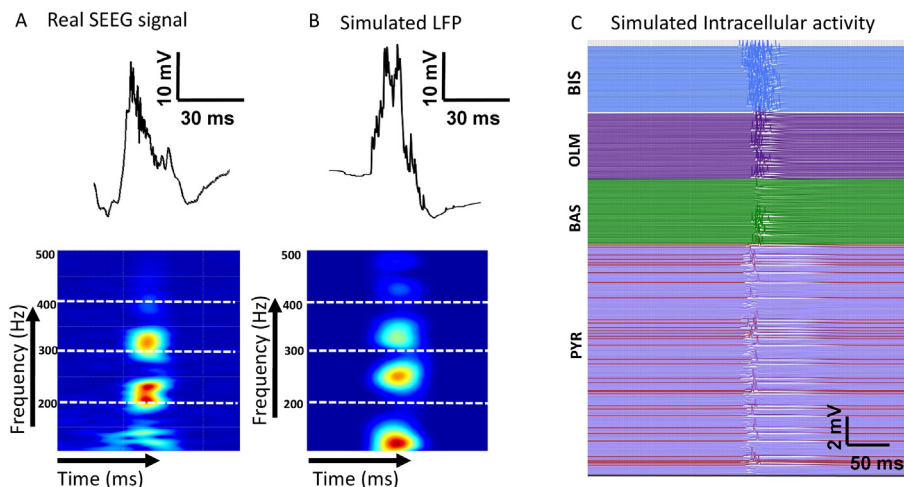 A
Real SEEG signal
10 mV
30 ms
500
400
300
200
Frequency (Hz)
Time (ms)
B
Simulated LFP
10 mV
30 ms
500
400
300
200
Frequency (Hz)
Time (ms)
C
Simulated Intracellular activity
BIS
OLM
BAS
PYR
2 mV
50 ms